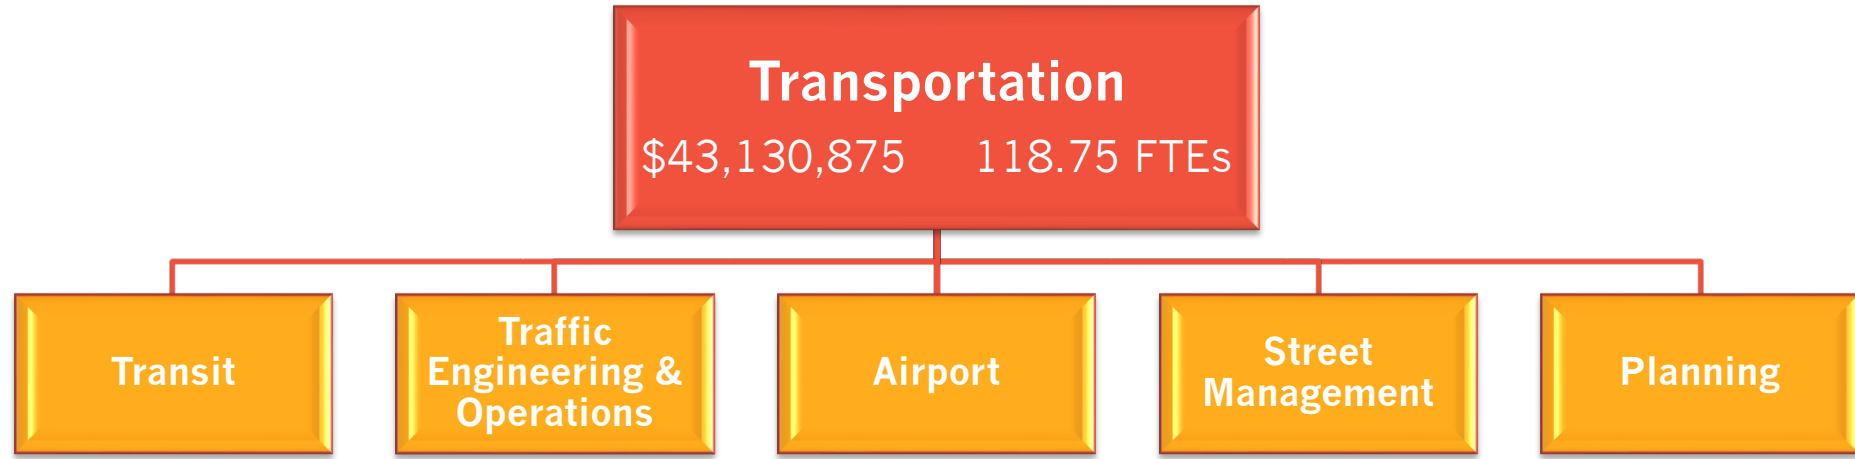 Transportation
$43,130,875 118.75 FTEs
Transit
Traffic
Engineering &
Operations
Airport
Street
Management
Planning